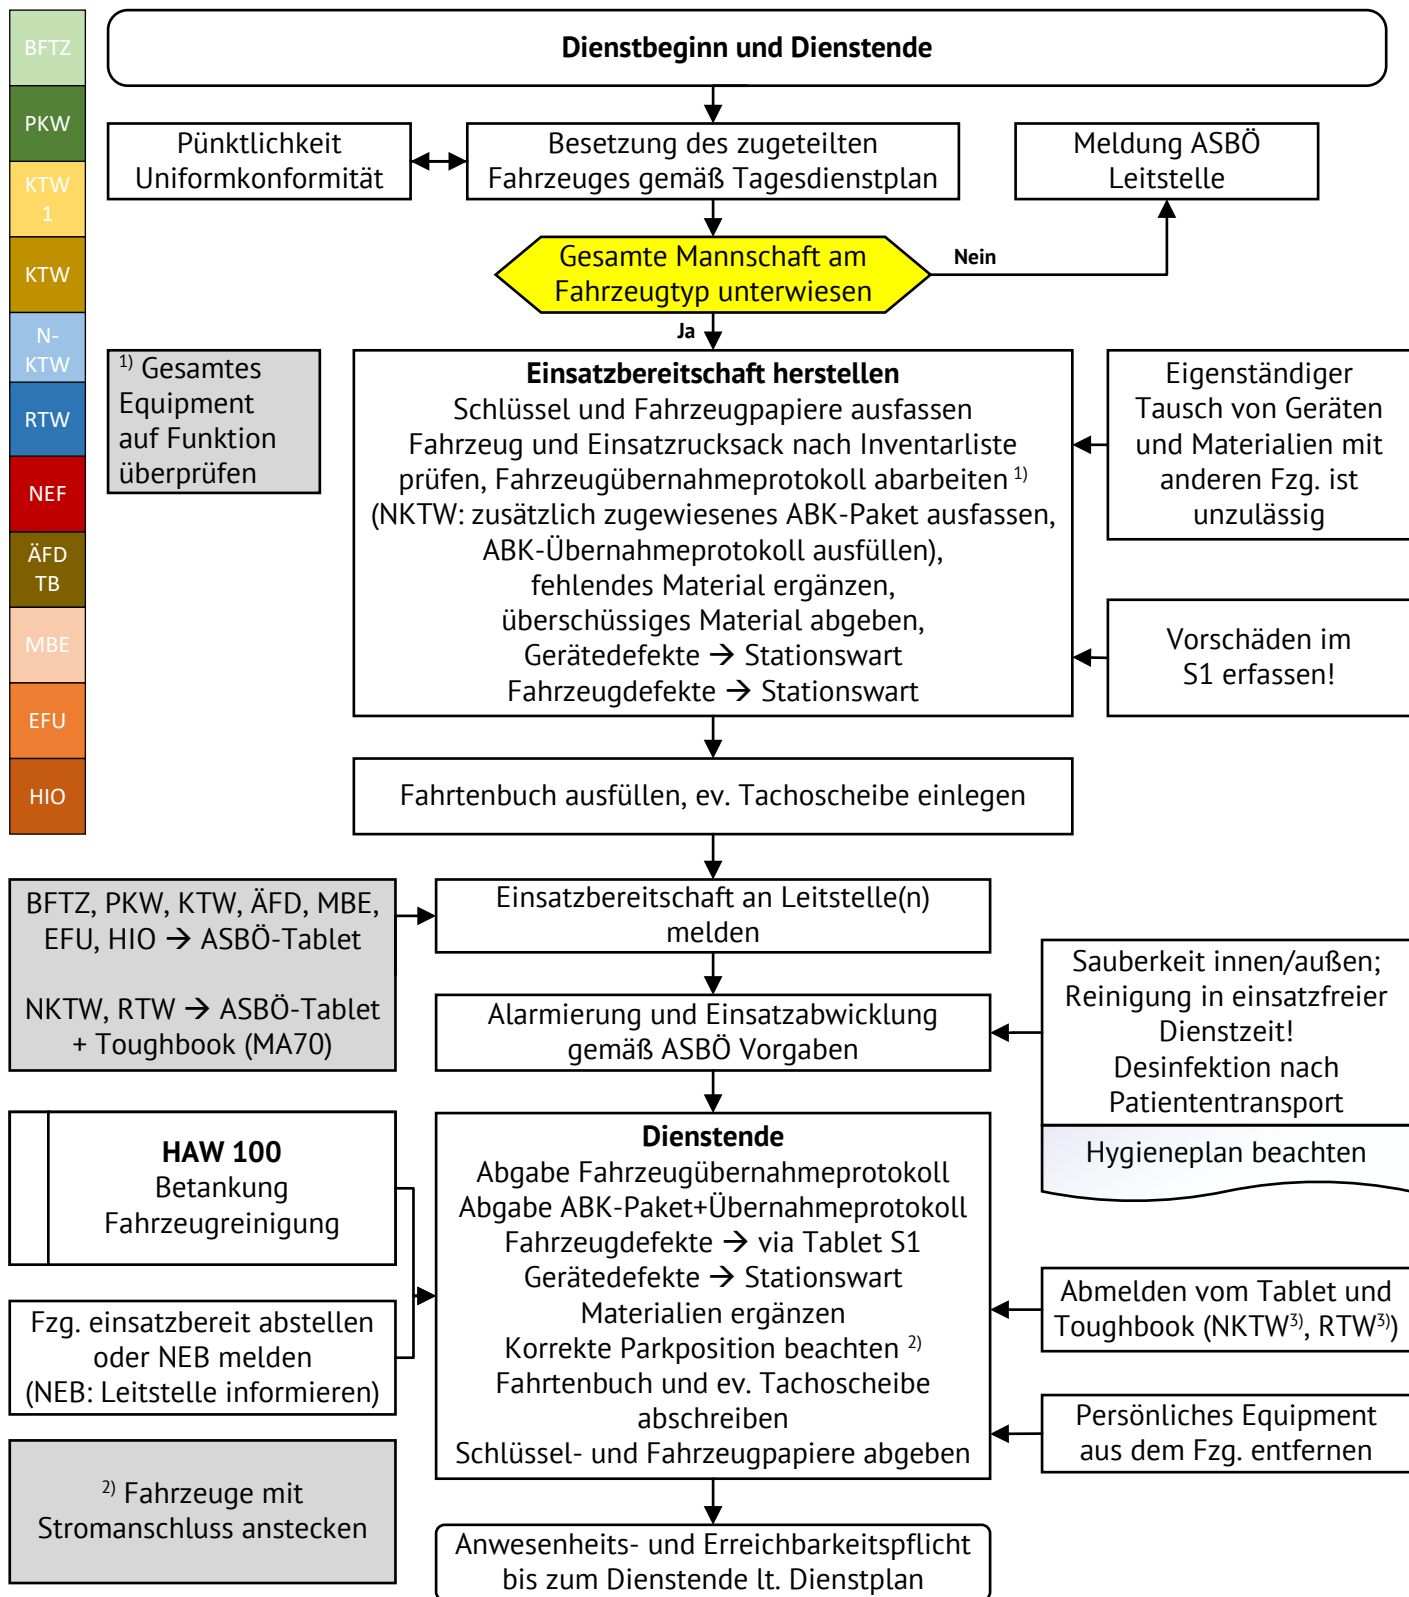 BFTZ
PKW
KTW
1
KTW
N-
KTW
RTW
NEF
ÄFD
TB
MBE
EFU
HIO
Dienstbeginn und Dienstende
Pünktlichkeit
Uniformkonformität
Besetzung des zugeteilten
Fahrzeuges gemäß Tagesdienstplan
Meldung ASBÖ
Leitstelle
Gesamte Mannschaft am
Fahrzeugtyp unterwiesen
Nein
Ja
1) Gesamtes
Equipment
auf Funktion
überprüfen
Einsatzbereitschaft herstellen
Schlüssel und Fahrzeugpapiere ausfassen
Fahrzeug und Einsatzrucksack nach Inventarliste
prüfen, Fahrzeugübernahmeprotokoll abarbeiten 1)
(NKTW: zusätzlich zugewiesenes ABK-Paket ausfassen,
ABK-Übernahmeprotokoll ausfüllen),
fehlendes Material ergänzen,
überschüssiges Material abgeben,
Gerätedefekte → Stationswart
Fahrzeugdefekte → Stationswart
Eigenständiger
Tausch von Geräten
und Materialien mit
anderen Fzg. ist
unzulässig
Vorschäden im
S1 erfassen!
Fahrtenbuch ausfüllen, ev. Tachoscheibe einlegen
BFTZ, PKW, KTW, ÄFD, MBE,
EFU, HIO → ASBÖ-Tablet
NKTW, RTW → ASBÖ-Tablet
+ Toughbook (MA70)
Einsatzbereitschaft an Leitstelle(n)
melden
Alarmierung und Einsatzabwicklung
gemäß ASBÖ Vorgaben
Sauberkeit innen/außen;
Reinigung in einsatzfreier
Dienstzeit!
Desinfektion nach
Patiententransport
Hygieneplan beachten
HAW 100
Betankung
Fahrzeugreinigung
Fzg. einsatzbereit abstellen
oder NEB melden
(NEB: Leitstelle informieren)
2) Fahrzeuge mit
Stromanschluss anstecken
Dienstende
Abgabe Fahrzeugübernahmeprotokoll
Abgabe ABK-Paket+Übernahmeprotokoll
Fahrzeugdefekte → via Tablet S1
Gerätedefekte → Stationswart
Materialien ergänzen
Korrekte Parkposition beachten 2)
Fahrtenbuch und ev. Tachoscheibe
abschreiben
Schlüssel- und Fahrzeugpapiere abgeben
Abmelden vom Tablet und
Toughbook (NKTW3), RTW3)
Persönliches Equipment
aus dem Fzg. entfernen
Anwesenheits- und Erreichbarkeitspflicht
bis zum Dienstende lt. Dienstplan